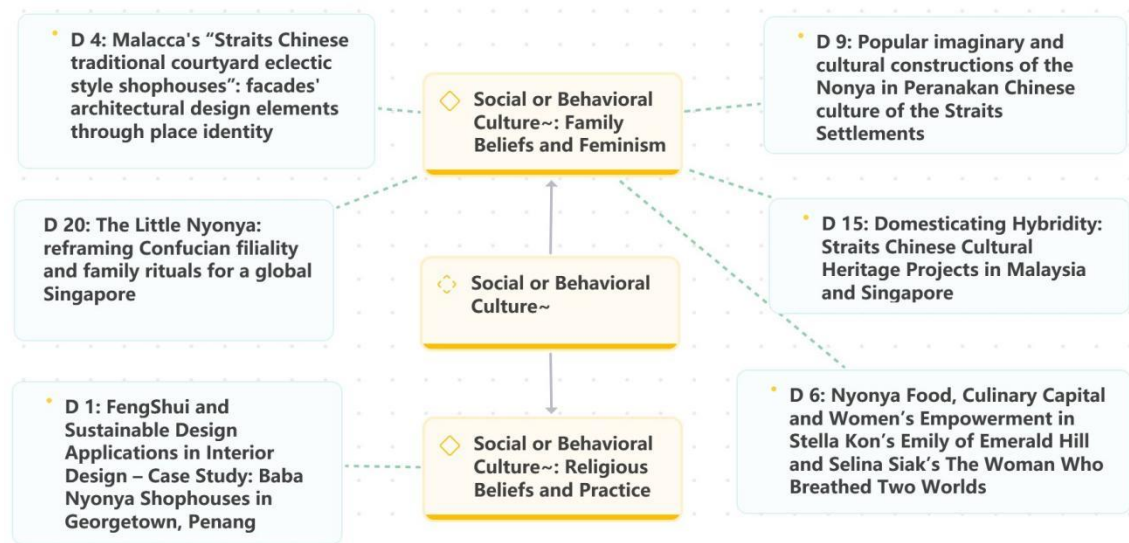 D 4: Malacca's “Straits Chinese
traditional courtyard eclectic
style shophouses”: facades'
architectural design elements
through place identity
Social or Behavioral
Culture~: Family
Beliefs and Feminism
D 9: Popular imaginary and
cultural constructions of the
Nonya in Peranakan Chinese
culture of the Straits
Settlements
D 20: The Little Nyonya:
reframing Confucian filiality
and family rituals for a global
Singapore
Social or Behavioral
Culture~
D 15: Domesticating Hybridity:
Straits Chinese Cultural
Heritage Projects in Malaysia
and Singapore
D 1: FengShui and
Sustainable Design
Applications in Interior
Design – Case Study: Baba
Nyonya Shophouses in
Georgetown, Penang
Social or Behavioral
Culture~: Religious
Beliefs and Practice
D 6: Nyonya Food, Culinary Capital
and Women’s Empowerment in
Stella Kon’s Emily of Emerald Hill
and Selina Siak’s The Woman Who
Breathed Two Worlds